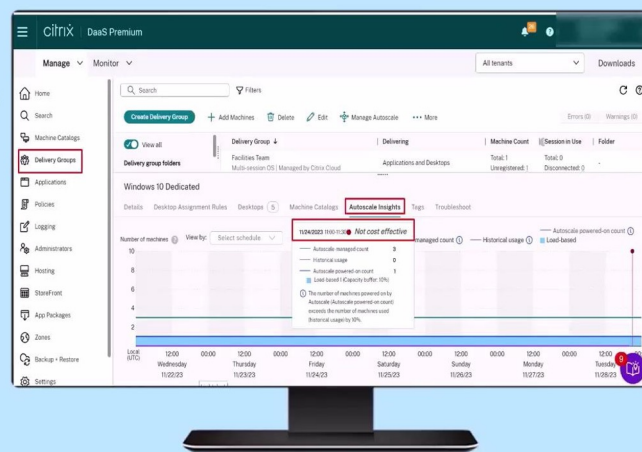 citrix DaaS Premium
Manage Monitor All tenants Downloads
Home
Search
Machine Catalogs
Delivery Groups
Applications
Policies
Logging
Administrators
Hosting
StoreFront
App Packages
Zones
Backup + Restore
Settings
Search Filters
Create Delivery Group Add Machines Delete Edit Manage Autoscale More Errors (0) Warnings (0)
View all Delivery Group Delivering Machine Count Session in Use Folder
Delivery group folders
Facilities Team Applications and Desktops Total: 1 Total: 0 -
Multi-session OS | Managed by Citrix Cloud Unregistered: 1 Disconnected: 0
Windows 10 Dedicated
Details Desktop Assignment Rules Desktops 5 Machine Catalogs Autoscale Insights Tags Troubleshoot
Number of machines View by: Select schedule managed count Historical usage Autoscale powered-on count
Load-based
11/24/2023 11:00-11:30 Not cost effective
Autoscale managed count 3
Historical usage 0
Autoscale powered-on count 1
Load-based (Capacity buffer: 10%)
The number of machines powered on by
Autoscale (Autoscale powered-on count)
exceeds the number of machines used
(historical usage) by 10%.
10
8
6
4
2
Local (UTC) 12:00 00:00 12:00 00:00 12:00 00:00 12:00 00:00 12:00 00:00 12:00 00:00 12:00
Wednesday Thursday Friday Saturday Sunday Monday Tuesday
11/22/23 11/23/23 11/24/23 11/25/23 11/26/23 11/27/23 11/28/23
9